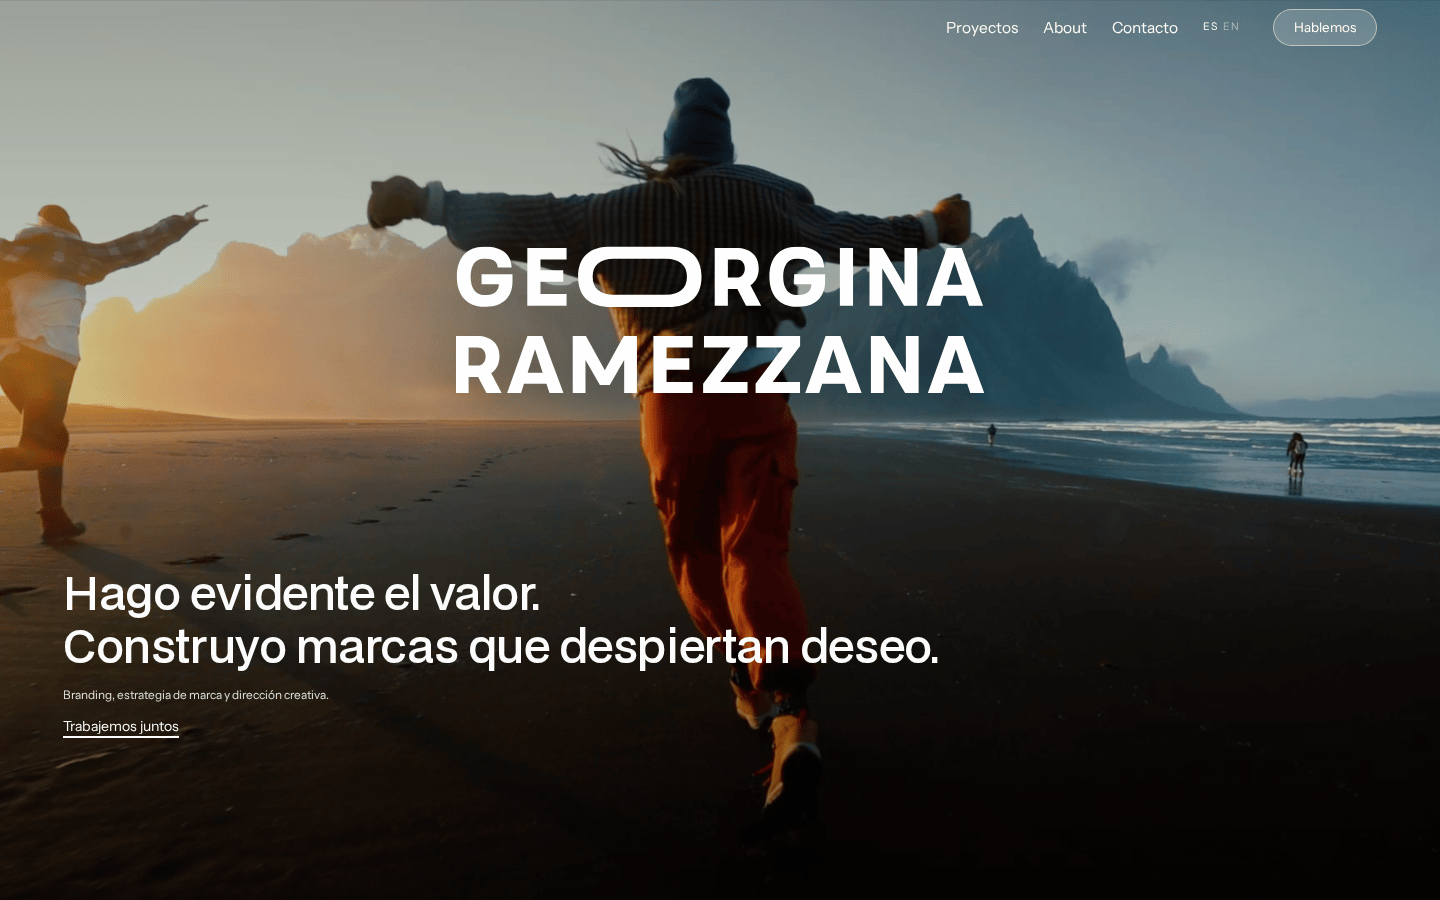 Proyectos About Contacto ES EN Hablemos
GEORGINA
RAMEZZANA
Hago evidente el valor.
Construyo marcas que despiertan deseo.
Branding, estrategia de marca y dirección creativa.
Trabajemos juntos